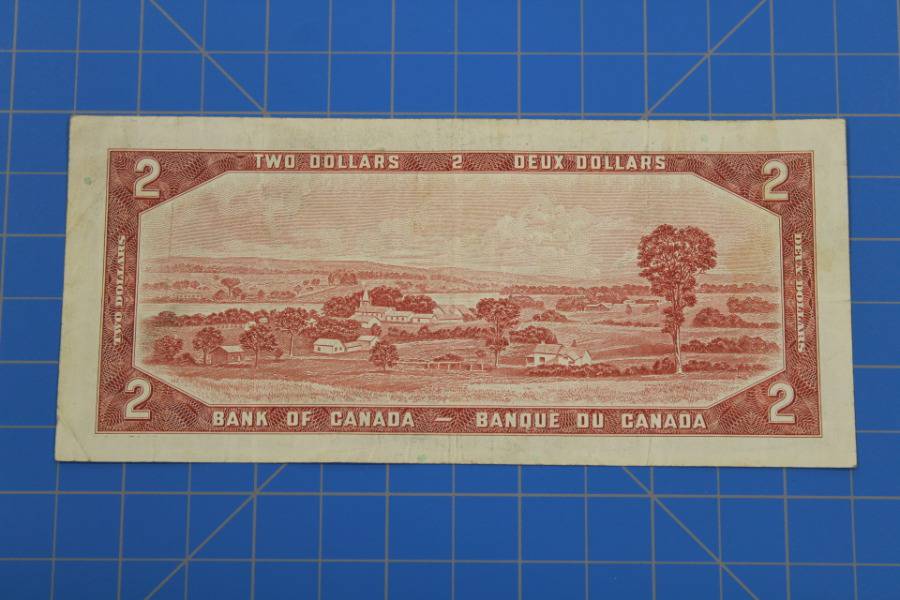 2 TWO DOLLARS 2 DEUX DOLLARS 2
TWO DOLLARS
DEUX DOLLARS
2 BANK OF CANADA — BANQUE DU CANADA 2